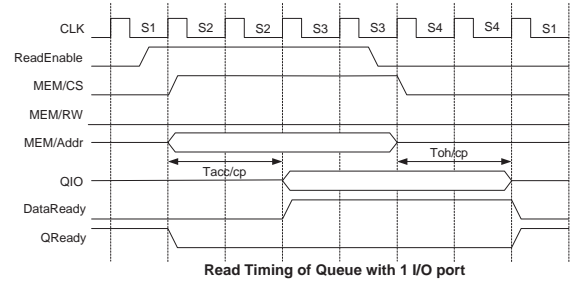 CLK S1 S2 S2 S3 S3 S4 S4 S1
ReadEnable
MEM/CS
MEM/RW
MEM/Addr
Toh/cp
Tacc/cp
QIO
DataReady
QReady
Read Timing of Queue with 1 I/O port